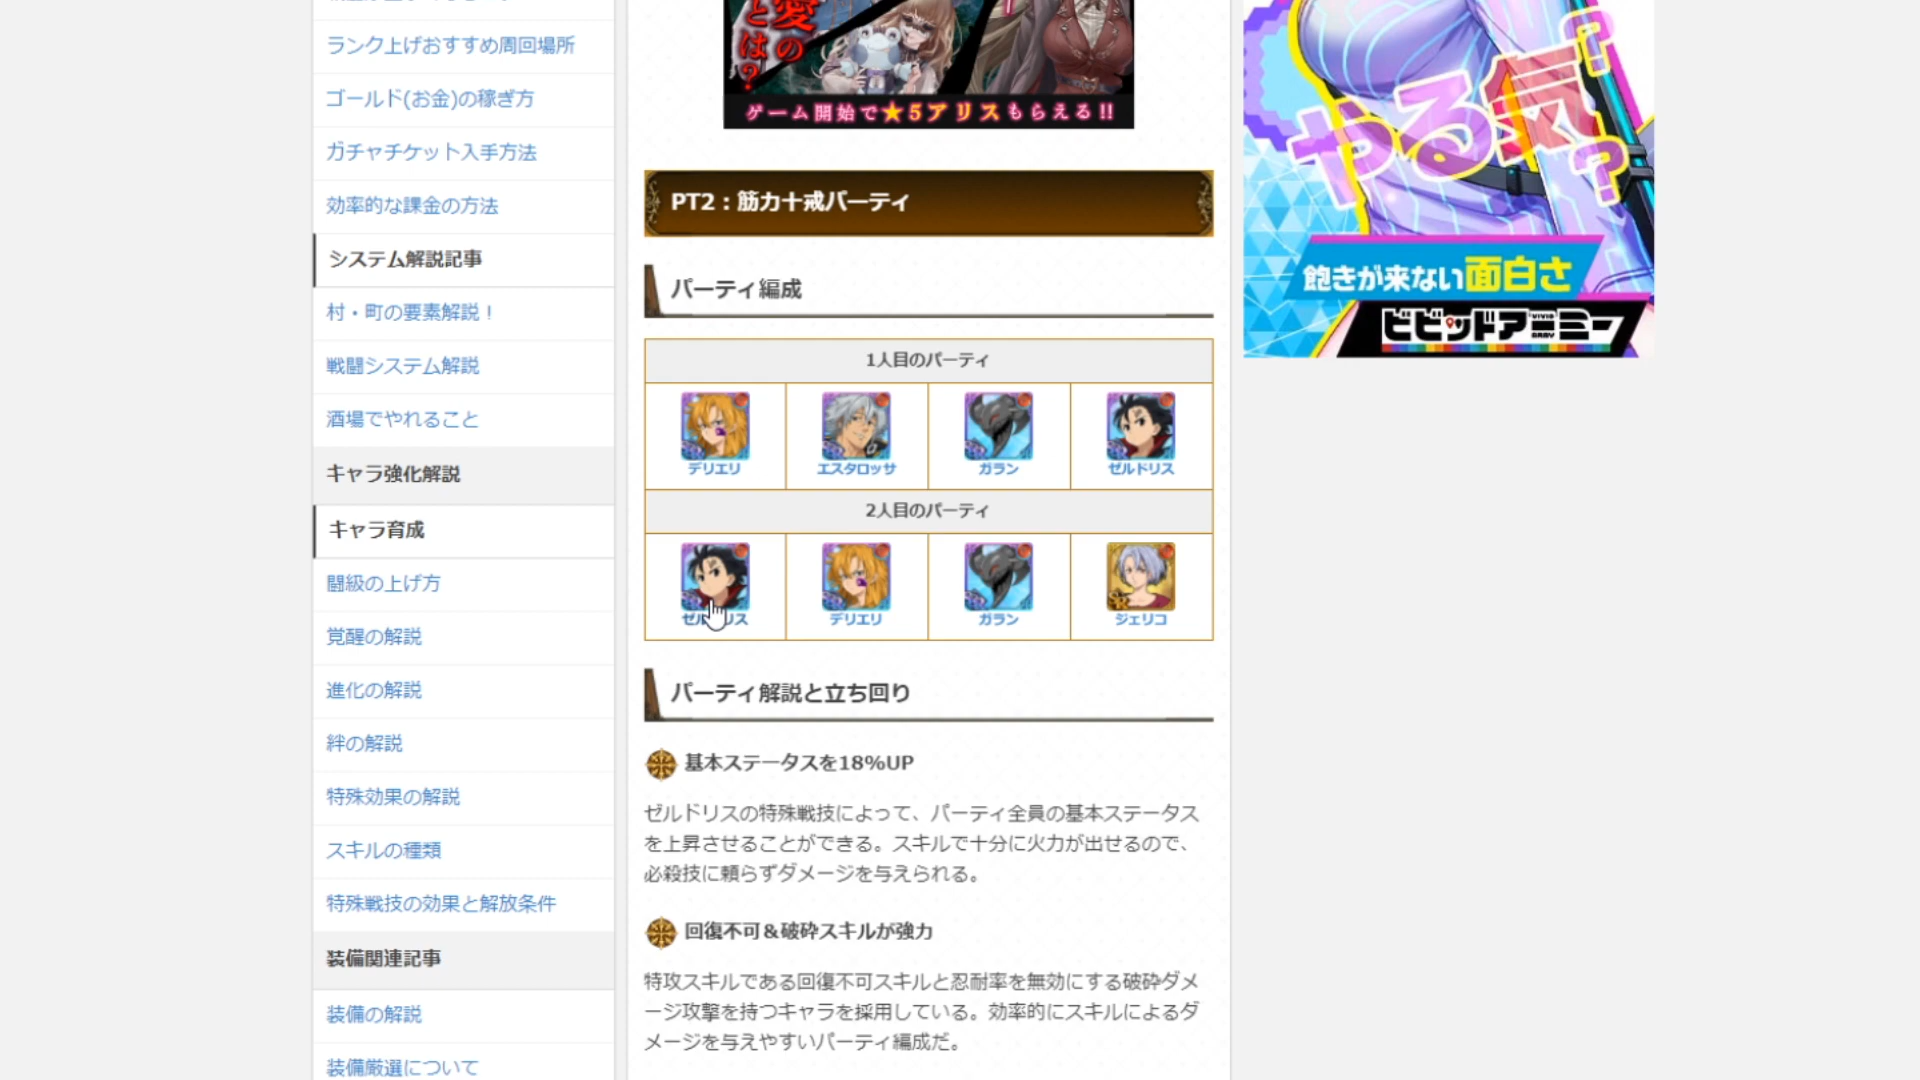 ランク上げおすすめ周回場所
ゴールド(お金)の稼ぎ方
ガチャチケット入手方法
効率的な課金の方法
システム解説記事
村・町の要素解説！
戦闘システム解説
酒場でやれること
キャラ強化解説
キャラ育成
闘級の上げ方
覚醒の解説
進化の解説
絆の解説
特殊効果の解説
スキルの種類
特殊戦技の効果と解放条件
装備関連記事
装備の解説
装備厳選について
愛の
とは？
ゲーム開始で★5アリスもらえる!!
PT2：筋力十戒パーティ
パーティ編成
1人目のパーティ
デリエリ エスタロッサ ガラン ゼルドリス
2人目のパーティ
デリエリ ガラン ジェリコ
パーティ解説と立ち回り
基本ステータスを18%UP
ゼルドリスの特殊戦技によって、パーティ全員の基本ステータス
を上昇させることができる。スキルで十分に火力が出せるので、
必殺技に頼らずダメージを与えられる。
回復不可＆破砕スキルが強力
特攻スキルである回復不可スキルと忍耐率を無効にする破砕ダメ
ージ攻撃を持つキャラを採用している。効率的にスキルによるダ
メージを与えやすいパーティ編成だ。
?やる気?
飽きが来ない面白さ
ビビッドアーミー
VIVID ARMY